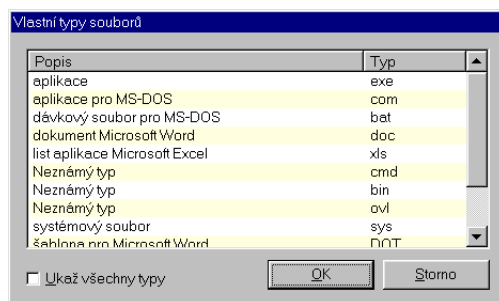 Vlastní typy souborů
Popis Typ
aplikace exe
aplikace pro MS-DOS com
dávkový soubor pro MS-DOS bat
dokument Microsoft Word doc
list aplikace Microsoft Excel xls
Neznámý typ cmd
Neznámý typ bin
Neznámý typ ovl
systémový soubor sys
šablona pro Microsoft Word DOT
Ukaž všechny typy OK Storno